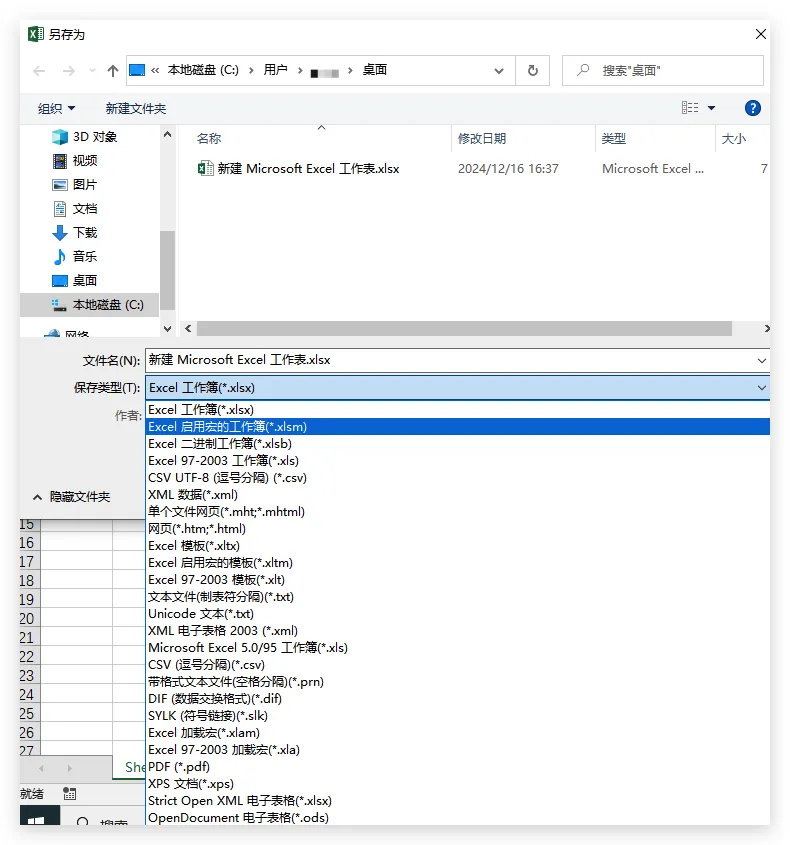 另存为
本地磁盘 (C:) › 用户 › › 桌面
搜索"桌面"
组织 新建文件夹
名称 修改日期 类型 大小
新建 Microsoft Excel 工作表.xlsx 2024/12/16 16:37 Microsoft Excel ... 7
3D 对象
视频
图片
文档
下载
音乐
桌面
本地磁盘 (C:)
网络
文件名(N): 新建 Microsoft Excel 工作表.xlsx
保存类型(T): Excel 工作簿(*.xlsx)
作者:
Excel 工作簿(*.xlsx)
Excel 启用宏的工作簿(*.xlsm)
Excel 二进制工作簿(*.xlsb)
Excel 97-2003 工作簿(*.xls)
CSV UTF-8 (逗号分隔) (*.csv)
XML 数据(*.xml)
单个文件网页(*.mht;*.mhtml)
网页(*.htm;*.html)
Excel 模板(*.xltx)
Excel 启用宏的模板(*.xltm)
Excel 97-2003 模板(*.xlt)
文本文件(制表符分隔)(*.txt)
Unicode 文本(*.txt)
XML 电子表格 2003 (*.xml)
Microsoft Excel 5.0/95 工作簿(*.xls)
CSV (逗号分隔)(*.csv)
带格式文本文件(空格分隔)(*.prn)
DIF (数据交换格式)(*.dif)
SYLK (符号链接)(*.slk)
Excel 加载宏(*.xlam)
Excel 97-2003 加载宏(*.xla)
PDF (*.pdf)
XPS 文档(*.xps)
Strict Open XML 电子表格(*.xlsx)
OpenDocument 电子表格(*.ods)
隐藏文件夹
15
16
17
18
19
20
21
22
23
24
25
26
27
She
就绪
搜索